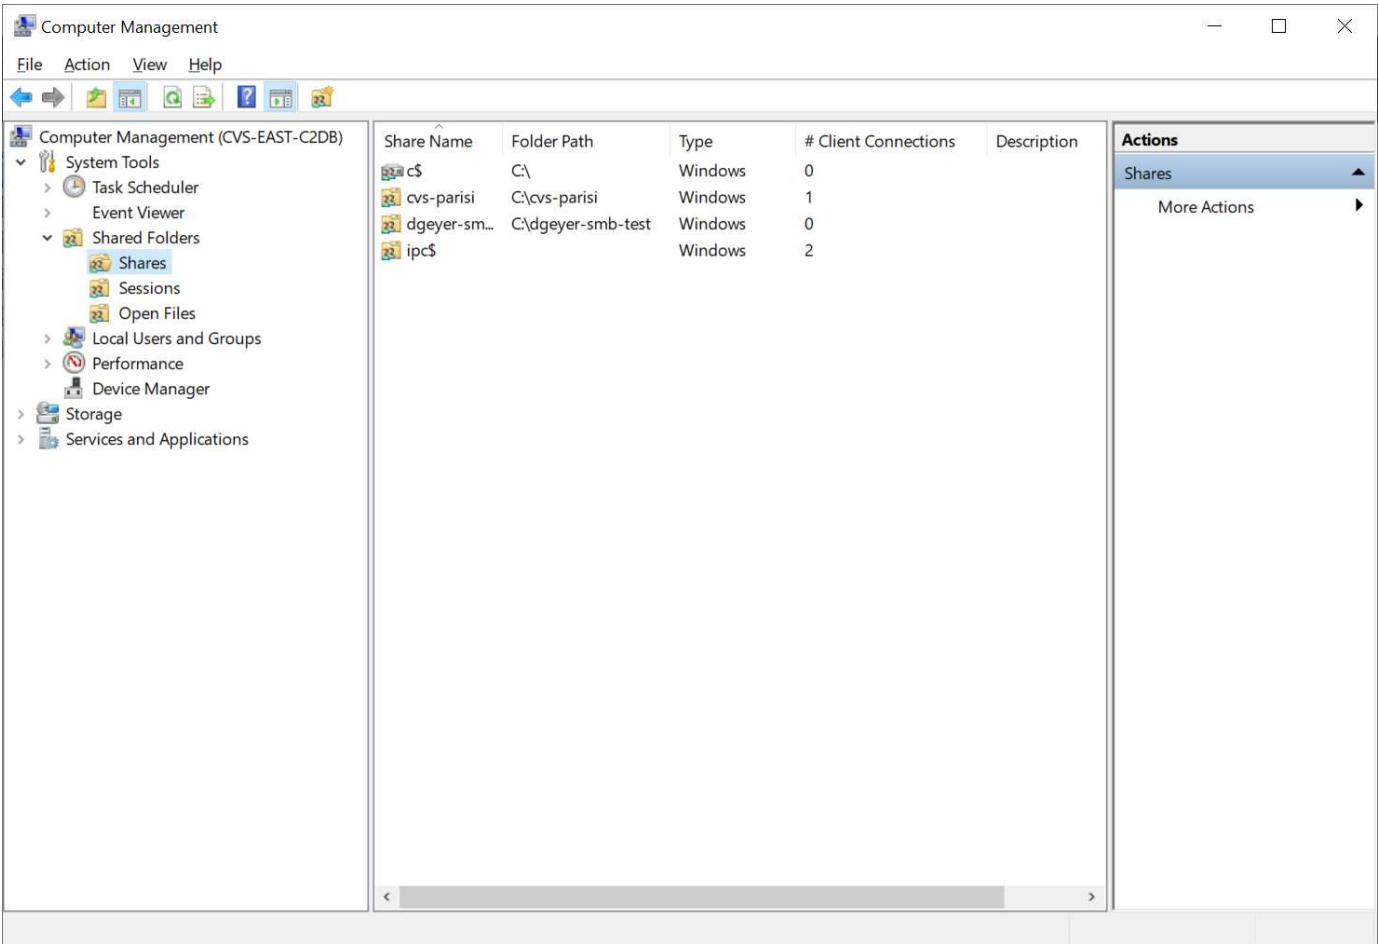 Computer Management
File Action View Help
Computer Management (CVS-EAST-C2DB)
System Tools
Task Scheduler
Event Viewer
Shared Folders
Shares
Sessions
Open Files
Local Users and Groups
Performance
Device Manager
Storage
Services and Applications
Share Name Folder Path Type # Client Connections Description
c$ C:\ Windows 0
cvs-parisi C:\cvs-parisi Windows 1
dgeyer-sm... C:\dgeyer-smb-test Windows 0
ipc$ Windows 2
Actions
Shares
More Actions